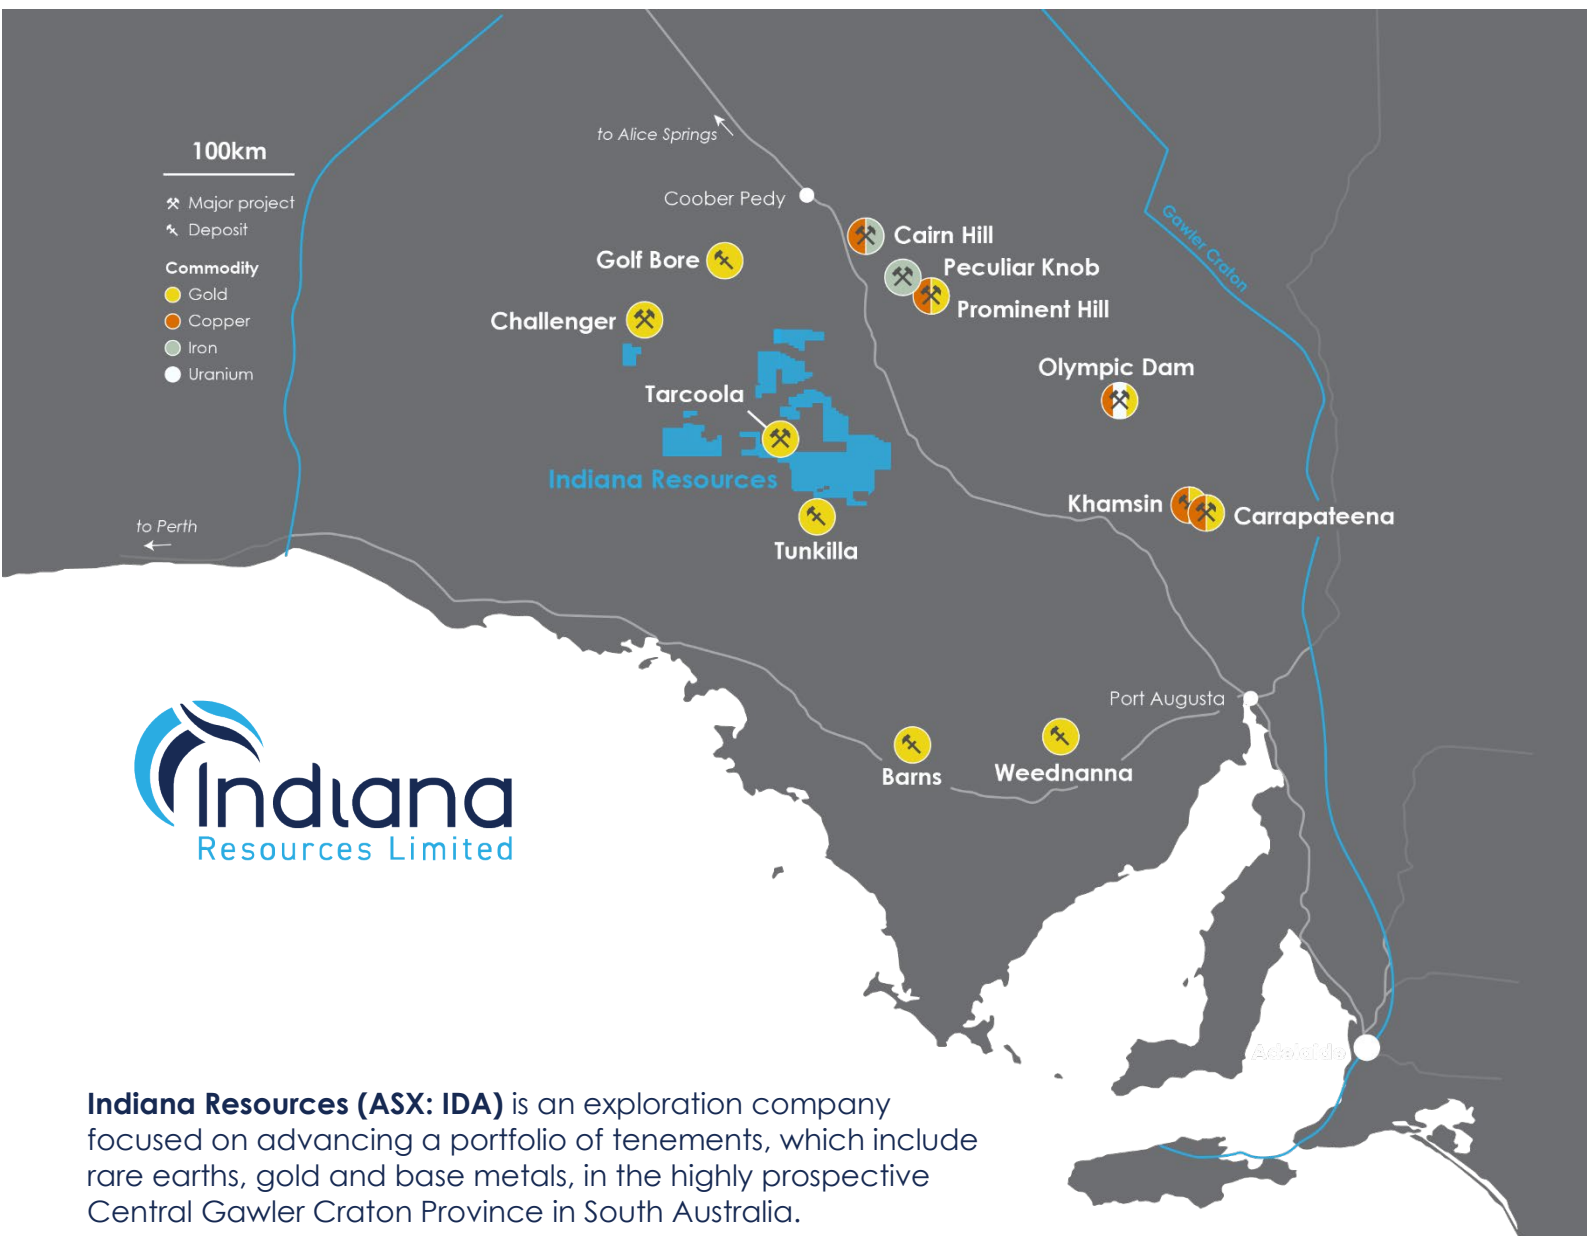 to Alice Springs
100km
Coober Pedy
Major project
Deposit
Commodity
Gold
Copper
Iron
Uranium
Gawler Craton
Cairn Hill
Golf Bore
Peculiar Knob
Prominent Hill
Challenger
Olympic Dam
Tarcoola
Indiana Resources
Khamsin
Carrapateena
to Perth
Tunkilla
Port Augusta
Barns
Weednanna
Indiana
Resources Limited
Adelaide
Indiana Resources (ASX: IDA) is an exploration company
focused on advancing a portfolio of tenements, which include
rare earths, gold and base metals, in the highly prospective
Central Gawler Craton Province in South Australia.